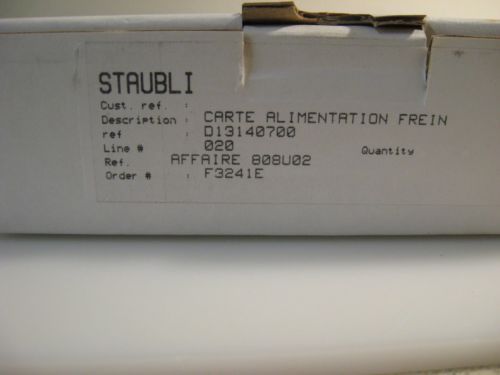 STAUBLI
Cust. ref. :
Description : CARTE ALIMENTATION FREIN
ref : D13140700
Line # 020 Quantity
Ref. AFFAIRE 808U02
Order # : F3241E